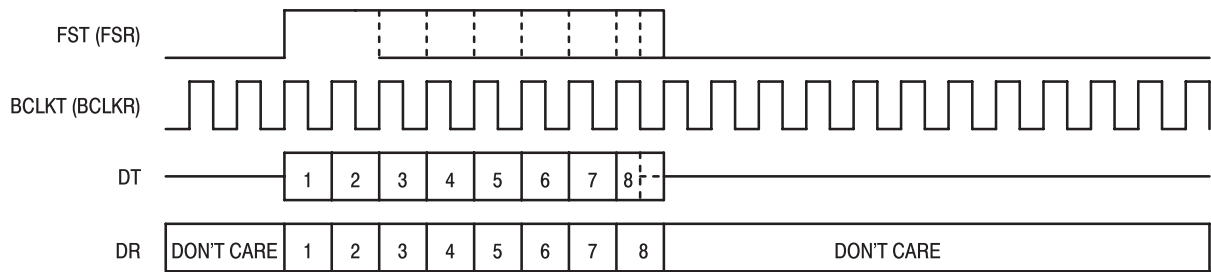 FST (FSR)
BCLKT (BCLKR)
DT 1 2 3 4 5 6 7 8
DR DON'T CARE 1 2 3 4 5 6 7 8 DON'T CARE